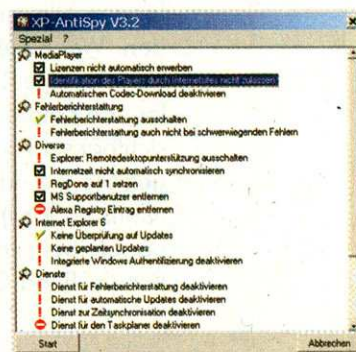 XP-AntiSpy V3.2
Spezial ?
MediaPlayer
Lizenzen nicht automatisch erwerben
Identifikation des Players durch Internetsites nicht zulassen
Automatischen Codec-Download deaktivieren
Fehlerberichterstattung
Fehlerberichterstattung ausschalten
Fehlerberichterstattung auch nicht bei schwerwiegenden Fehlern
Diverse
Explorer: Remotedesktopunterstützung ausschalten
Internetzeit nicht automatisch synchronisieren
RegDone auf 1 setzen
MS Supportbenutzer entfernen
Alexa Registry Eintrag entfernen
Internet Explorer 6
Keine Überprüfung auf Updates
Keine geplanten Updates
Integrierte Windows Authentifizierung deaktivieren
Dienste
Dienst für Fehlerberichterstattung deaktivieren
Dienst für automatische Updates deaktivieren
Dienst zur Zeitsynchronisation deaktivieren
Dienst für den Taskplaner deaktivieren
Start Abbrechen